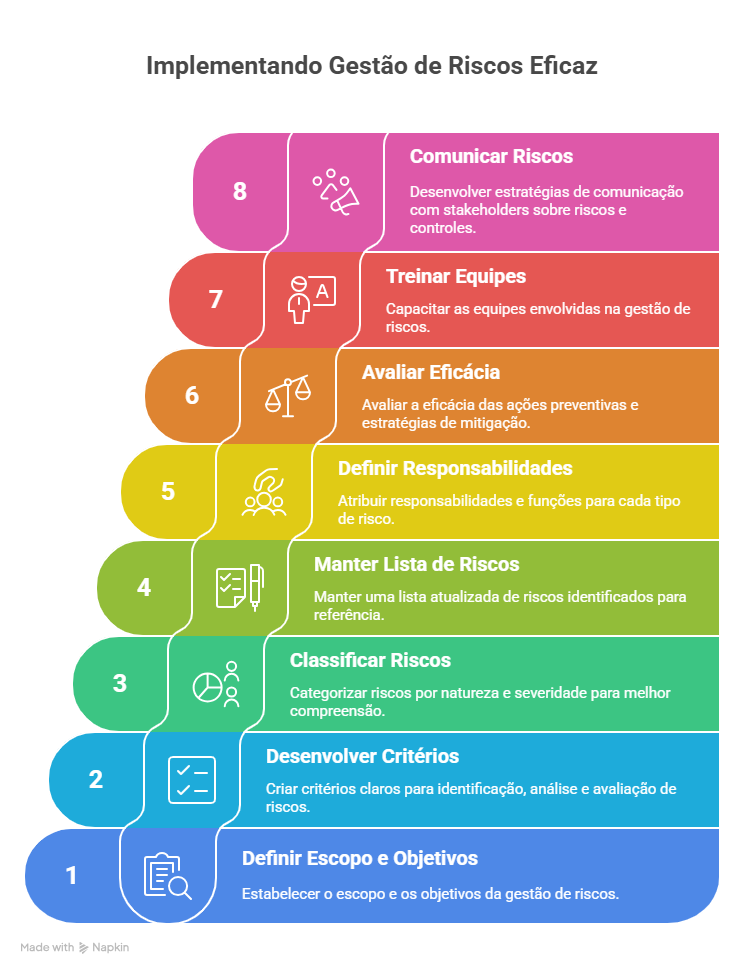 Implementando Gestão de Riscos Eficaz
8
Comunicar Riscos
Desenvolver estratégias de comunicação
com stakeholders sobre riscos e
controles.
7
A
Treinar Equipes
Capacitar as equipes envolvidas na gestão de
riscos.
6
Avaliar Eficácia
Avaliar a eficácia das ações preventivas e
estratégias de mitigação.
5
Definir Responsabilidades
Atribuir responsabilidades e funções para cada tipo
de risco.
4
Manter Lista de Riscos
Manter uma lista atualizada de riscos identificados para
referência.
3
Classificar Riscos
Categorizar riscos por natureza e severidade para melhor
compreensão.
2
Desenvolver Critérios
Criar critérios claros para identificação, análise e avaliação de
riscos.
1
Definir Escopo e Objetivos
Estabelecer o escopo e os objetivos da gestão de riscos.
Made with Napkin